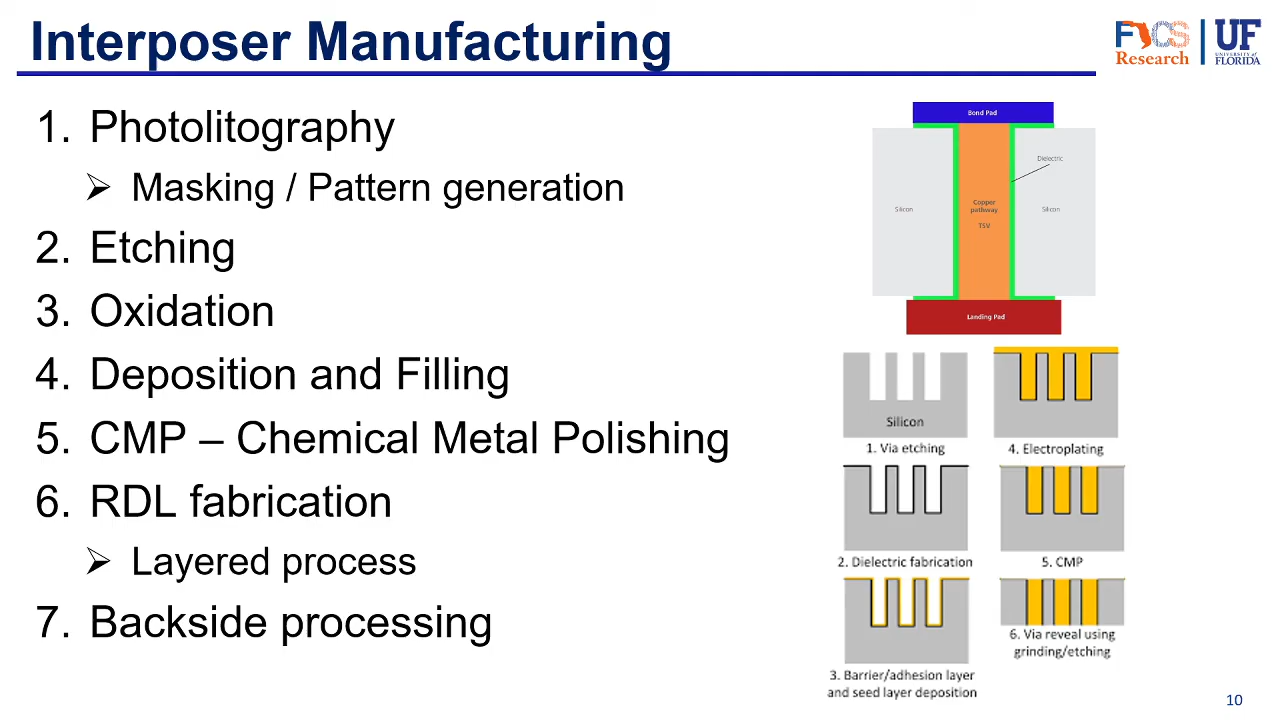 Interposer Manufacturing
FICS
Research
UF
UNIVERSITY of
FLORIDA
1. Photolitography
➢ Masking / Pattern generation
2. Etching
3. Oxidation
4. Deposition and Filling
5. CMP – Chemical Metal Polishing
6. RDL fabrication
➢ Layered process
7. Backside processing
Bond Pad
Dielectric
Silicon
Copper
pathway
TSV
Silicon
Landing Pad
Silicon
1. Via etching
2. Dielectric fabrication
3. Barrier/adhesion layer
and seed layer deposition
4. Electroplating
5. CMP
6. Via reveal using
grinding/etching
10